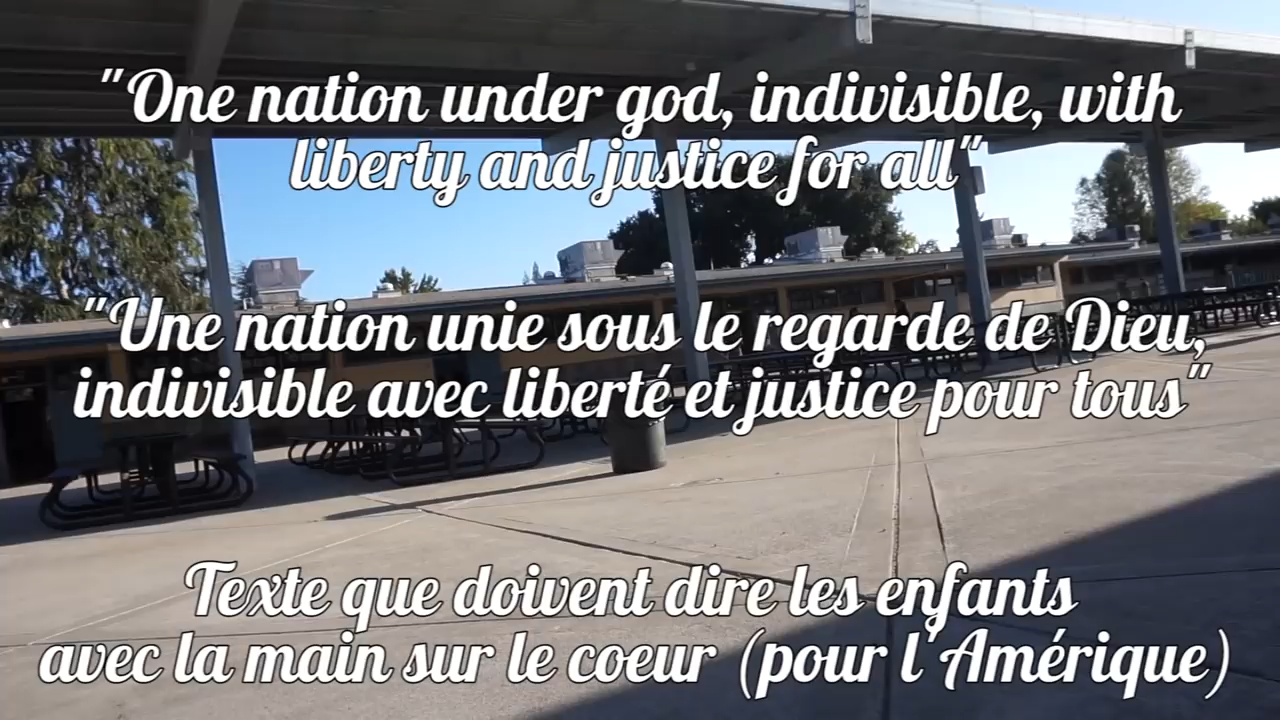 "One nation under god, indivisible, with
liberty and justice for all"
"Une nation unie sous le regarde de Dieu,
indivisible avec liberté et justice pour tous"
Texte que doivent dire les enfants
avec la main sur le coeur (pour l'Amérique)